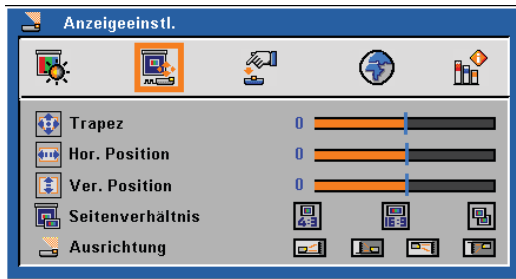 Anzeigeeinstl.
Trapez 0
Hor. Position 0
Ver. Position 0
Seitenverhältnis 4:3 16:9
Ausrichtung